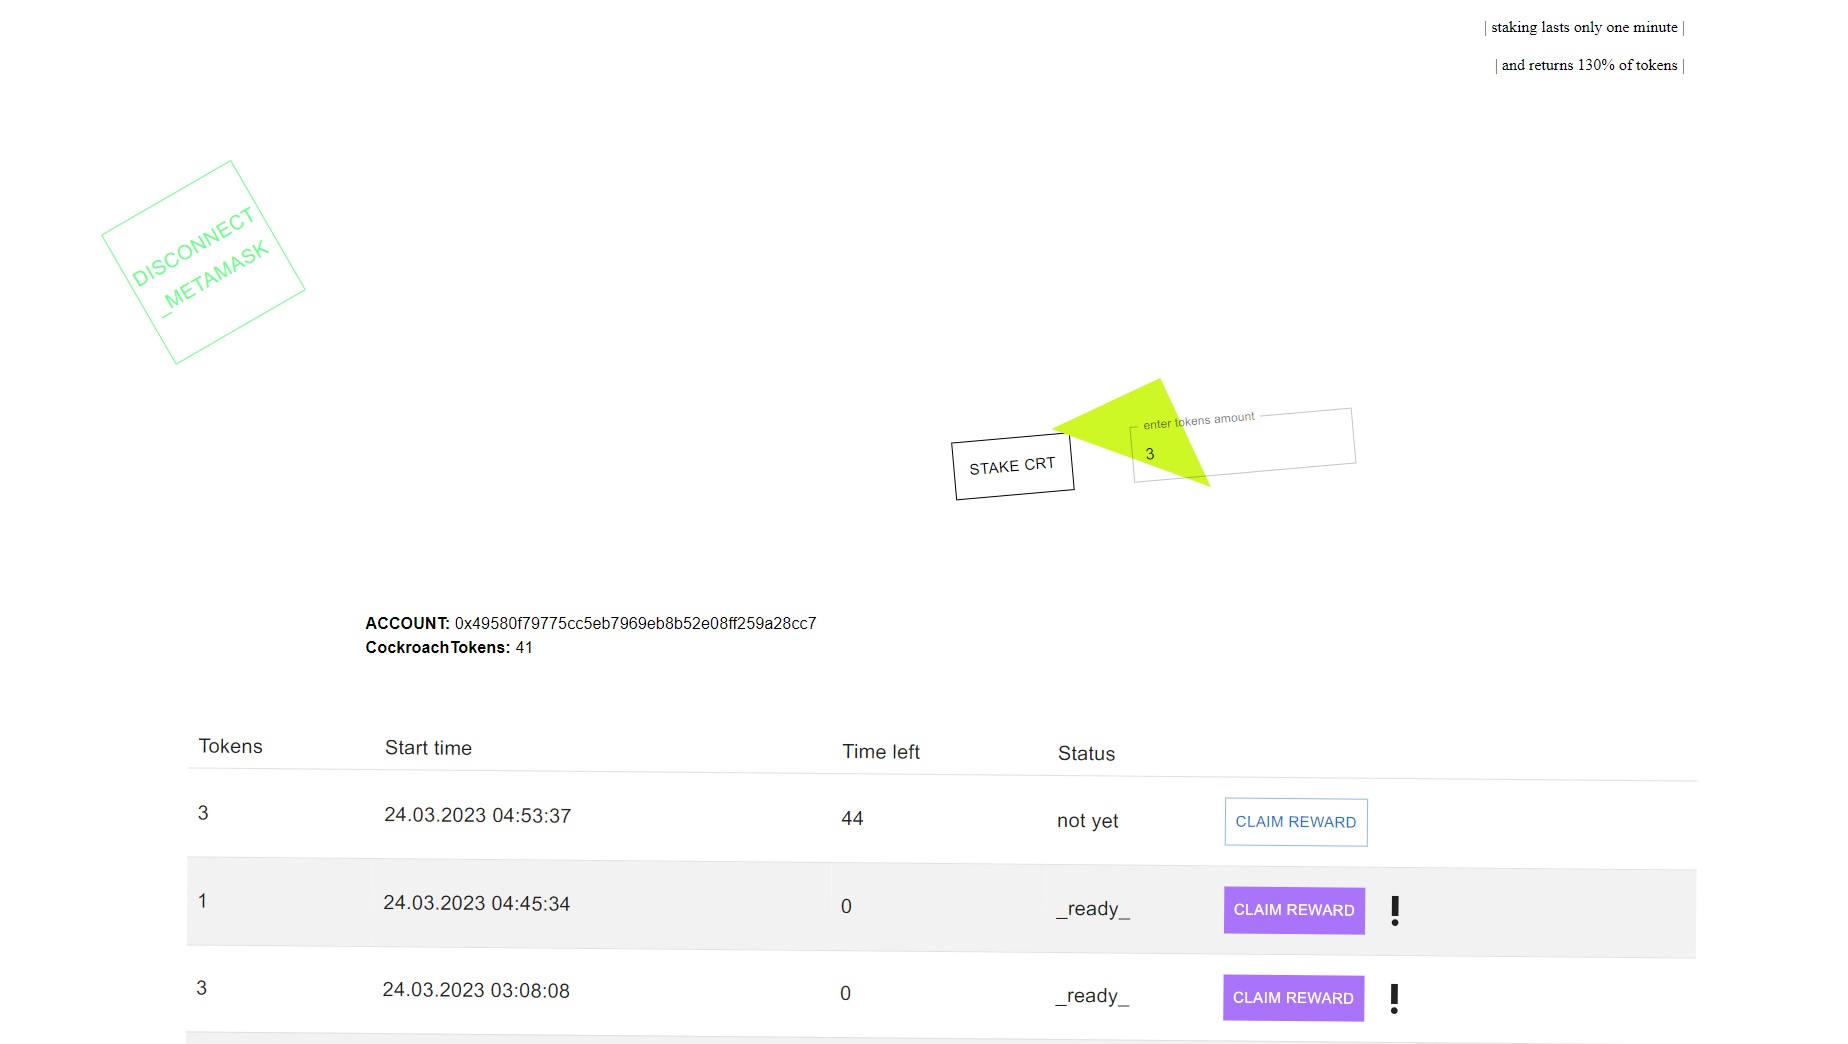 | staking lasts only one minute |
| and returns 130% of tokens |
DISCONNECT
_METAMASK
enter tokens amount
STAKE CRT
3
ACCOUNT: 0x49580f79775cc5eb7969eb8b52e08ff259a28cc7
CockroachTokens: 41
Tokens Start time Time left Status
3 24.03.2023 04:53:37 44 not yet CLAIM REWARD
1 24.03.2023 04:45:34 0 _ready_ CLAIM REWARD !
3 24.03.2023 03:08:08 0 _ready_ CLAIM REWARD !